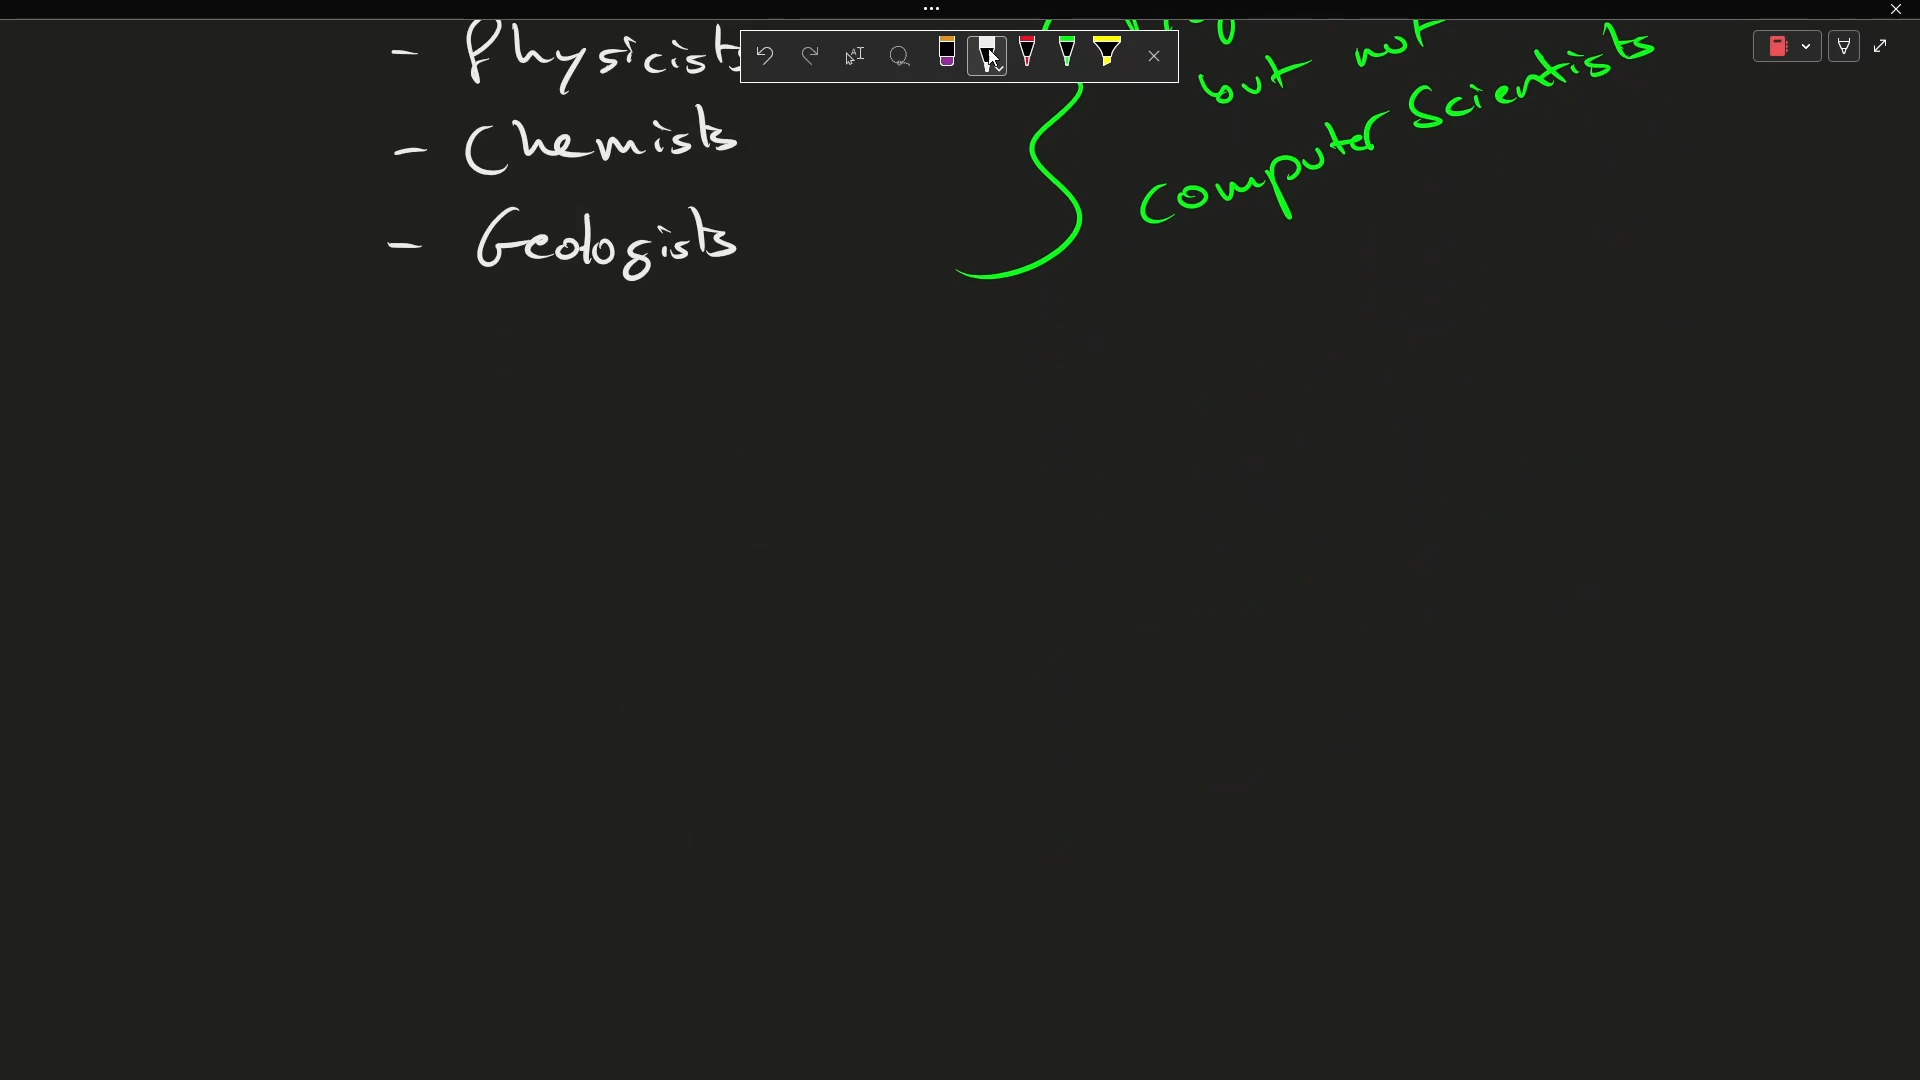 - Physicists
- Chemists
- Geologists
but not
Computer Scientists